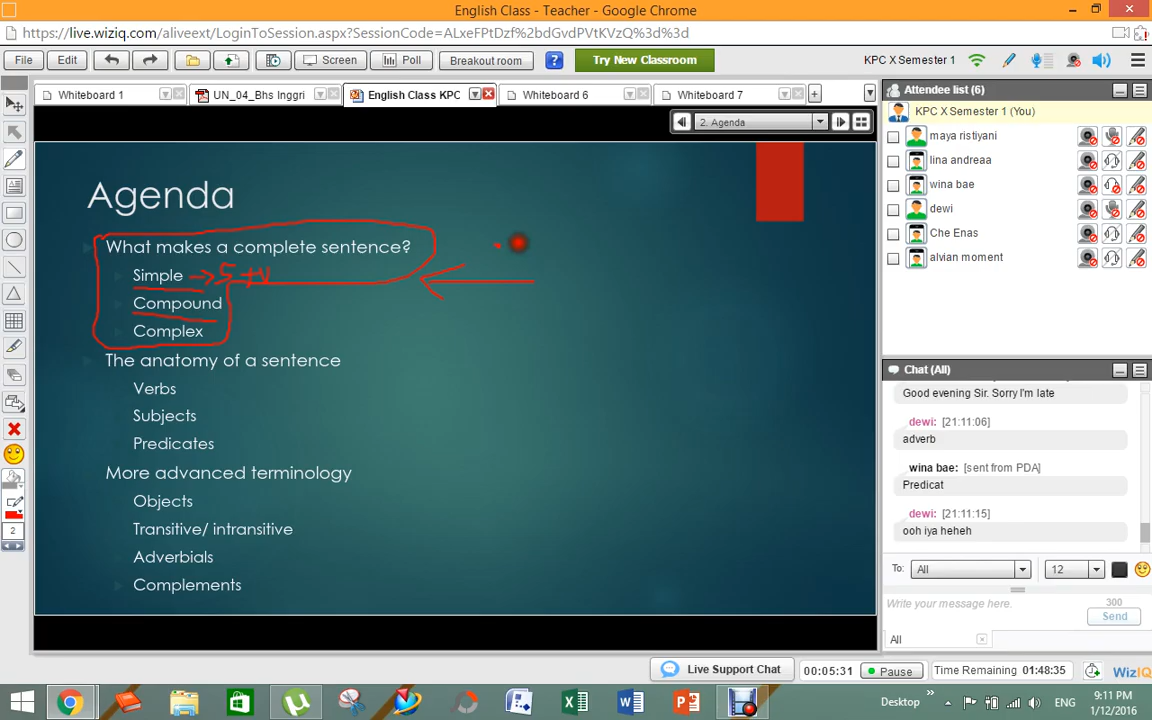 English Class - Teacher - Google Chrome
https://live.wiziq.com/aliveext/LoginToSession.aspx?SessionCode=ALxeFPtDzf%2bdGvdPVtKVzQ%3d%3d
File
Edit
Screen
Poll
Breakout room
?
Try New Classroom
KPC X Semester 1
Whiteboard 1
UN_04_Bhs Inggri
English Class KPC
Whiteboard 6
Whiteboard 7
2. Agenda
Agenda
What makes a complete sentence?
Simple → S + V
Compound
Complex
The anatomy of a sentence
Verbs
Subjects
Predicates
More advanced terminology
Objects
Transitive/ intransitive
Adverbials
Complements
2
Attendee list (6)
KPC X Semester 1 (You)
maya ristiyani
lina andreaa
wina bae
dewi
Che Enas
alvian moment
Chat (All)
Good evening Sir. Sorry I'm late
dewi: [21:11:06]
adverb
wina bae: [sent from PDA]
Predicat
dewi: [21:11:15]
ooh iya heheh
To: All 12
Write your message here. 300
Send
All
Live Support Chat
00:05:31 Pause
Time Remaining 01:48:35
WizIQ
Desktop
ENG
9:11 PM
1/12/2016